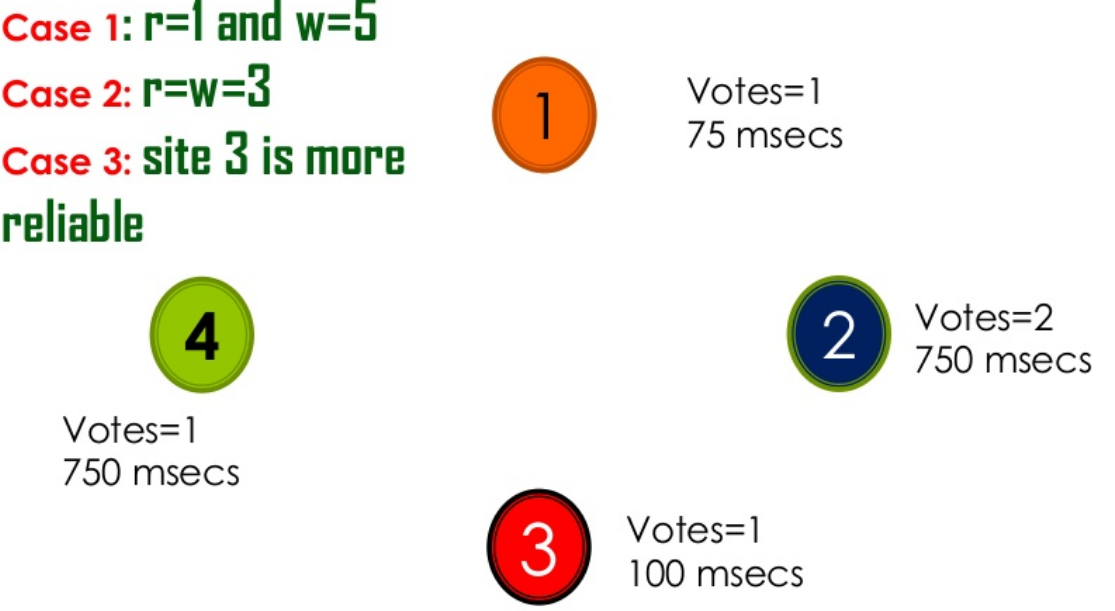 Case 1: r=1 and w=5
Case 2: r=w=3
Case 3: site 3 is more
reliable
1
Votes=1
75 msecs
4
Votes=1
750 msecs
2
Votes=2
750 msecs
3
Votes=1
100 msecs